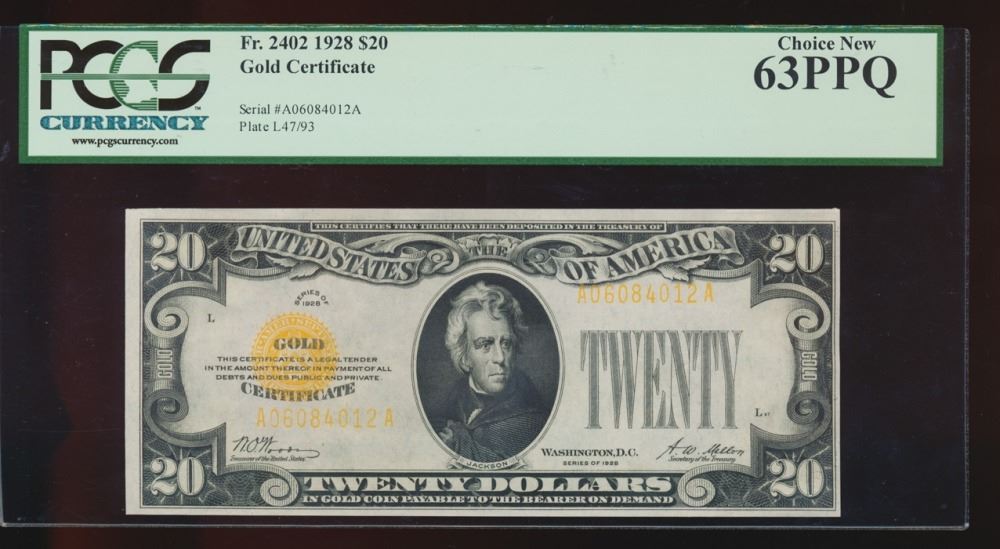 PCGS
CURRENCY
www.pcgscurrency.com
Fr. 2402 1928 $20
Gold Certificate
Serial #A06084012A
Plate L47/93
Choice New
63PPQ
THIS CERTIFIES THAT THERE HAVE BEEN DEPOSITED IN THE TREASURY OF
20
UNITED STATES THE OF AMERICA
20
A06084012A
SERIES OF
1928
L
GOLD
THIS CERTIFICATE IS A LEGAL TENDER
IN THE AMOUNT THEREOF IN PAYMENT OF ALL
DEBTS AND DUES PUBLIC AND PRIVATE
CERTIFICATE
A06084012A
GOLD
TWENTY
GOLD
L
W.O. Woods
Treasurer of the United States
JACKSON
WASHINGTON, D.C.
SERIES OF 1928
A.W. Mellon
Secretary of the Treasury
20
TWENTY DOLLARS
20
IN GOLD COIN PAYABLE TO THE BEARER ON DEMAND